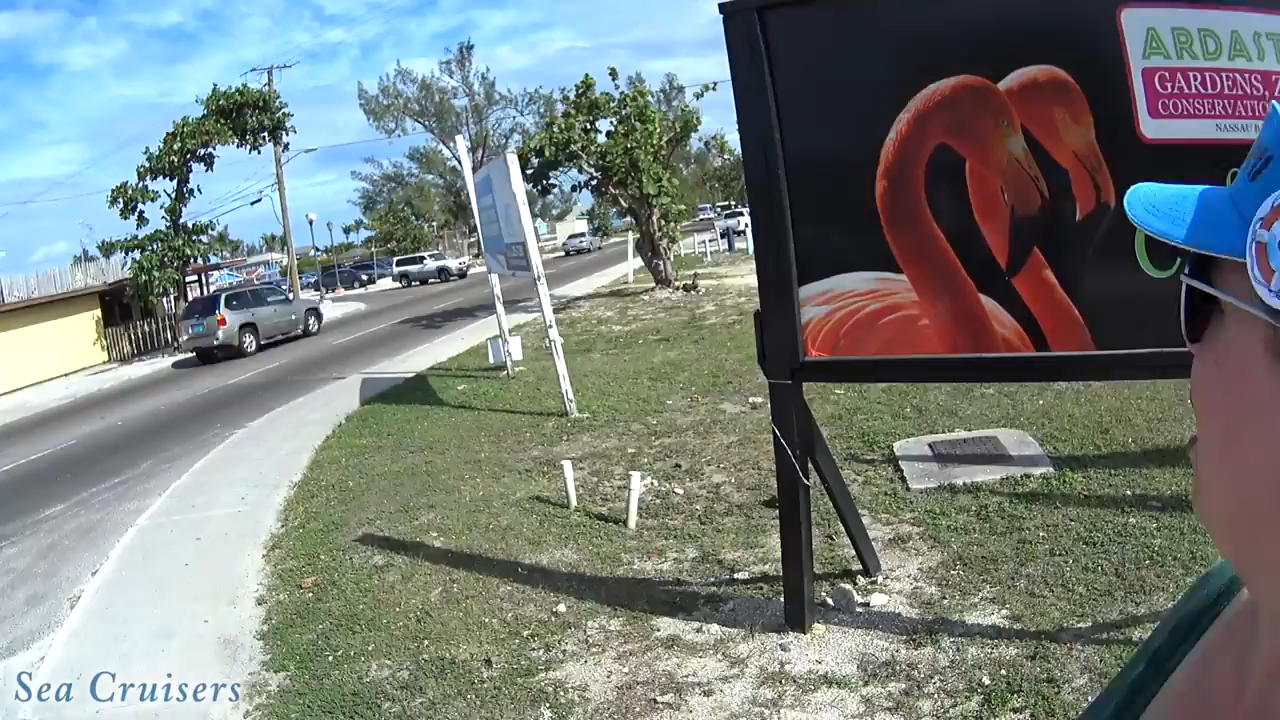 ARDAST
GARDENS, Z
CONSERVATIO
NASSAU B
Sea Cruisers